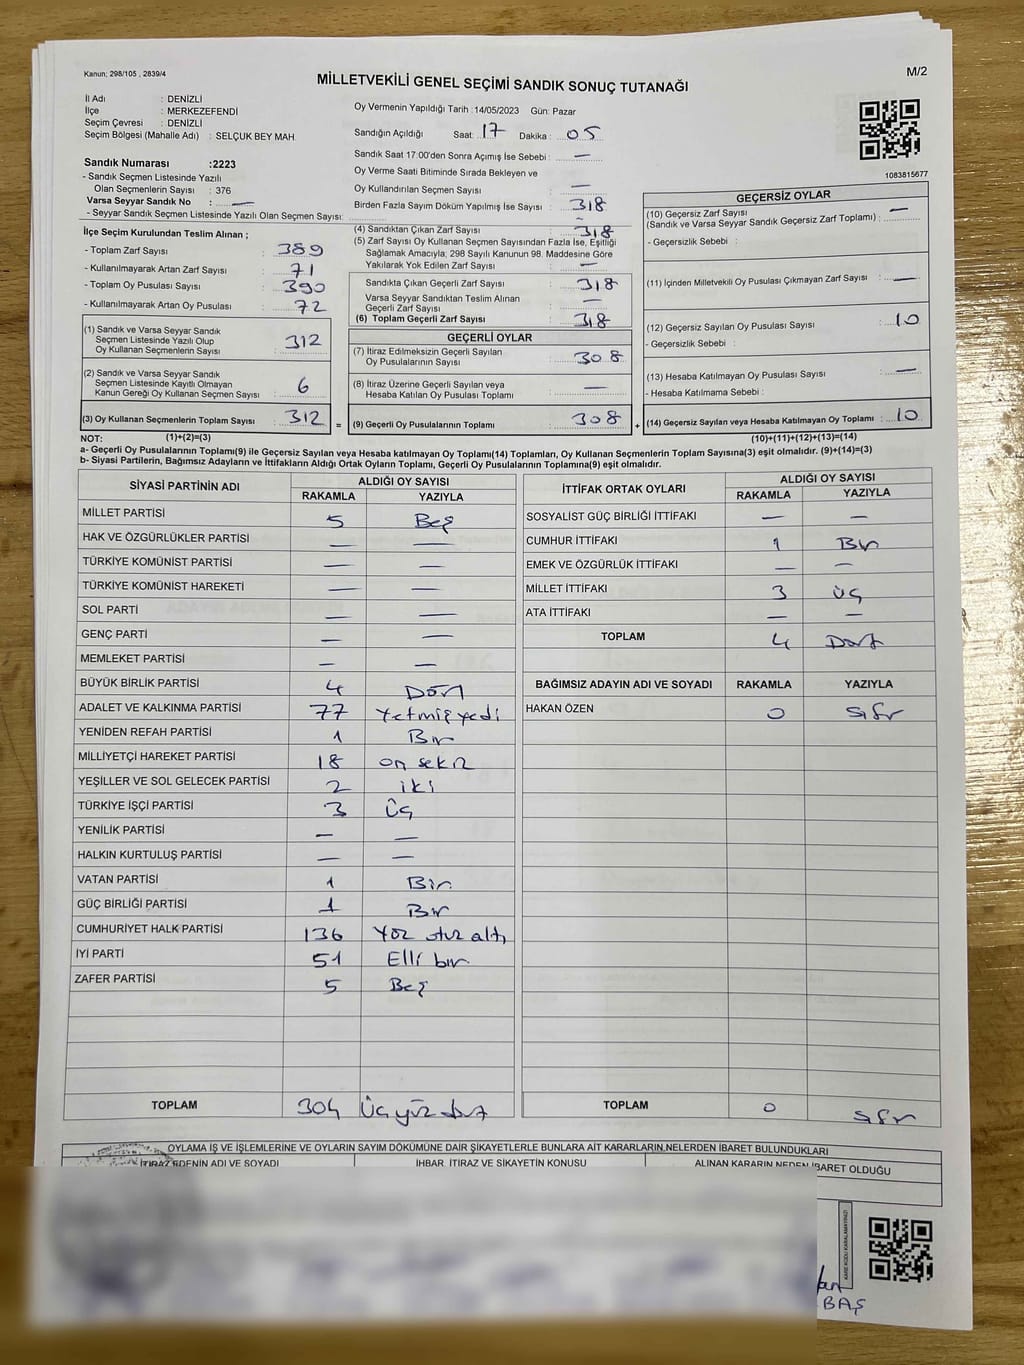 Kanun; 298/105 , 2839/4
M/2
MİLLETVEKİLİ GENEL SEÇİMİ SANDIK SONUÇ TUTANAĞI
İl Adı : DENİZLİ
İlçe : MERKEZEFENDİ
Seçim Çevresi : DENİZLİ
Seçim Bölgesi (Mahalle Adı) : SELÇUK BEY MAH.
Sandık Numarası :2223
- Sandık Seçmen Listesinde Yazılı
Olan Seçmenlerin Sayısı : 376
Varsa Seyyar Sandık No : —
- Seyyar Sandık Seçmen Listesinde Yazılı Olan Seçmen Sayısı:
Oy Vermenin Yapıldığı Tarih :14/05/2023 Gün: Pazar
Sandığın Açıldığı Saat: 17 Dakika : 05
Sandık Saat 17:00'den Sonra Açımış İse Sebebi : —
Oy Verme Saati Bitiminde Sırada Bekleyen ve
Oy Kullandırılan Seçmen Sayısı : —
Birden Fazla Sayım Döküm Yapılmış İse Sayısı : 318
1083815677
İlçe Seçim Kurulundan Teslim Alınan ;
- Toplam Zarf Sayısı : 389
- Kullanılmayarak Artan Zarf Sayısı : 71
- Toplam Oy Pusulası Sayısı : 390
- Kullanılmayarak Artan Oy Pusulası : 72
(1) Sandık ve Varsa Seyyar Sandık
Seçmen Listesinde Yazılı Olup
Oy Kullanan Seçmenlerin Sayısı : 312
(2) Sandık ve Varsa Seyyar Sandık
Seçmen Listesinde Kayıtlı Olmayan
Kanun Gereği Oy Kullanan Seçmen Sayısı : 6
(3) Oy Kullanan Seçmenlerin Toplam Sayısı : 312
(4) Sandıktan Çıkan Zarf Sayısı : 318
(5) Zarf Sayısı Oy Kullanan Seçmen Sayısından Fazla İse, Eşitliği
Sağlamak Amacıyla; 298 Sayılı Kanunun 98. Maddesine Göre
Yakılarak Yok Edilen Zarf Sayısı : —
Sandıkta Çıkan Geçerli Zarf Sayısı : 318
Varsa Seyyar Sandıktan Teslim Alınan
Geçerli Zarf Sayısı : —
(6) Toplam Geçerli Zarf Sayısı : 318
GEÇERLİ OYLAR
(7) İtiraz Edilmeksizin Geçerli Sayılan
Oy Pusulalarının Sayısı : 308
(8) İtiraz Üzerine Geçerli Sayılan veya
Hesaba Katılan Oy Pusulası Toplamı : —
= (9) Geçerli Oy Pusulalarının Toplamı : 308
GEÇERSİZ OYLAR
(10) Geçersiz Zarf Sayısı : —
(Sandık ve Varsa Seyyar Sandık Geçersiz Zarf Toplamı) :
- Geçersizlik Sebebi :
(11) İçinden Milletvekili Oy Pusulası Çıkmayan Zarf Sayısı : —
(12) Geçersiz Sayılan Oy Pusulası Sayısı : 10
- Geçersizlik Sebebi :
(13) Hesaba Katılmayan Oy Pusulası Sayısı : —
- Hesaba Katılmama Sebebi :
+ (14) Geçersiz Sayılan veya Hesaba Katılmayan Oy Toplamı : 10
NOT: (1)+(2)=(3) (10)+(11)+(12)+(13)=(14)
a- Geçerli Oy Pusulalarının Toplamı(9) ile Geçersiz Sayılan veya Hesaba katılmayan Oy Toplamı(14) Toplamları, Oy Kullanan Seçmenlerin Toplam Sayısına(3) eşit olmalıdır. (9)+(14)=(3)
b- Siyasi Partilerin, Bağımsız Adayların ve İttifakların Aldığı Ortak Oyların Toplamı, Geçerli Oy Pusulalarının Toplamına(9) eşit olmalıdır.
SİYASİ PARTİNİN ADI ALDIĞI OY SAYISI
RAKAMLA YAZIYLA
MİLLET PARTİSİ 5 Beş
HAK VE ÖZGÜRLÜKLER PARTİSİ — —
TÜRKİYE KOMÜNİST PARTİSİ — —
TÜRKİYE KOMÜNİST HAREKETİ — —
SOL PARTİ — —
GENÇ PARTİ — —
MEMLEKET PARTİSİ — —
BÜYÜK BİRLİK PARTİSİ 4 Dört
ADALET VE KALKINMA PARTİSİ 77 Yetmiş yedi
YENİDEN REFAH PARTİSİ 1 Bir
MİLLİYETÇİ HAREKET PARTİSİ 18 on sekiz
YEŞİLLER VE SOL GELECEK PARTİSİ 2 iki
TÜRKİYE İŞÇİ PARTİSİ 3 Üç
YENİLİK PARTİSİ — —
HALKIN KURTULUŞ PARTİSİ — —
VATAN PARTİSİ 1 Bir
GÜÇ BİRLİĞİ PARTİSİ 1 Bir
CUMHURİYET HALK PARTİSİ 136 Yüz otuz altı
İYİ PARTİ 51 Elli bir
ZAFER PARTİSİ 5 Beş
TOPLAM 304 Üçyüz dört
İTTİFAK ORTAK OYLARI ALDIĞI OY SAYISI
RAKAMLA YAZIYLA
SOSYALİST GÜÇ BİRLİĞİ İTTİFAKI — —
CUMHUR İTTİFAKI 1 Bir
EMEK VE ÖZGÜRLÜK İTTİFAKI — —
MİLLET İTTİFAKI 3 üç
ATA İTTİFAKI — —
TOPLAM 4 Dört
BAĞIMSIZ ADAYIN ADI VE SOYADI RAKAMLA YAZIYLA
HAKAN ÖZEN 0 sıfır
TOPLAM 0 sıfır
OYLAMA İŞ VE İŞLEMLERİNE VE OYLARIN SAYIM DÖKÜMÜNE DAİR ŞİKAYETLERLE BUNLARA AİT KARARLARIN NELERDEN İBARET BULUNDUKLARI
İTİRAZ EDENİN ADI VE SOYADI İHBAR, İTİRAZ VE ŞİKAYETİN KONUSU ALINAN KARARIN NEDEN İBARET OLDUĞU
KARE KODU KARALAMAYINIZ!
BAŞ